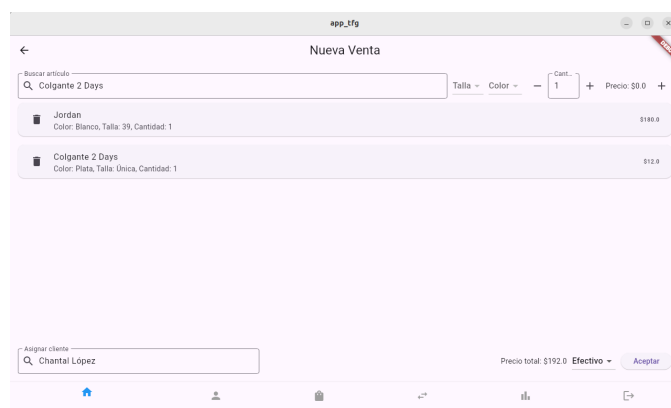 app_tfg
Nueva Venta
Buscar artículo
Colgante 2 Days
Talla
Color
Cant...
1
Precio: $0.0
Jordan
Color: Blanco, Talla: 39, Cantidad: 1
$180.0
Colgante 2 Days
Color: Plata, Talla: Única, Cantidad: 1
$12.0
Asignar cliente
Chantal López
Precio total: $192.0 Efectivo
Aceptar